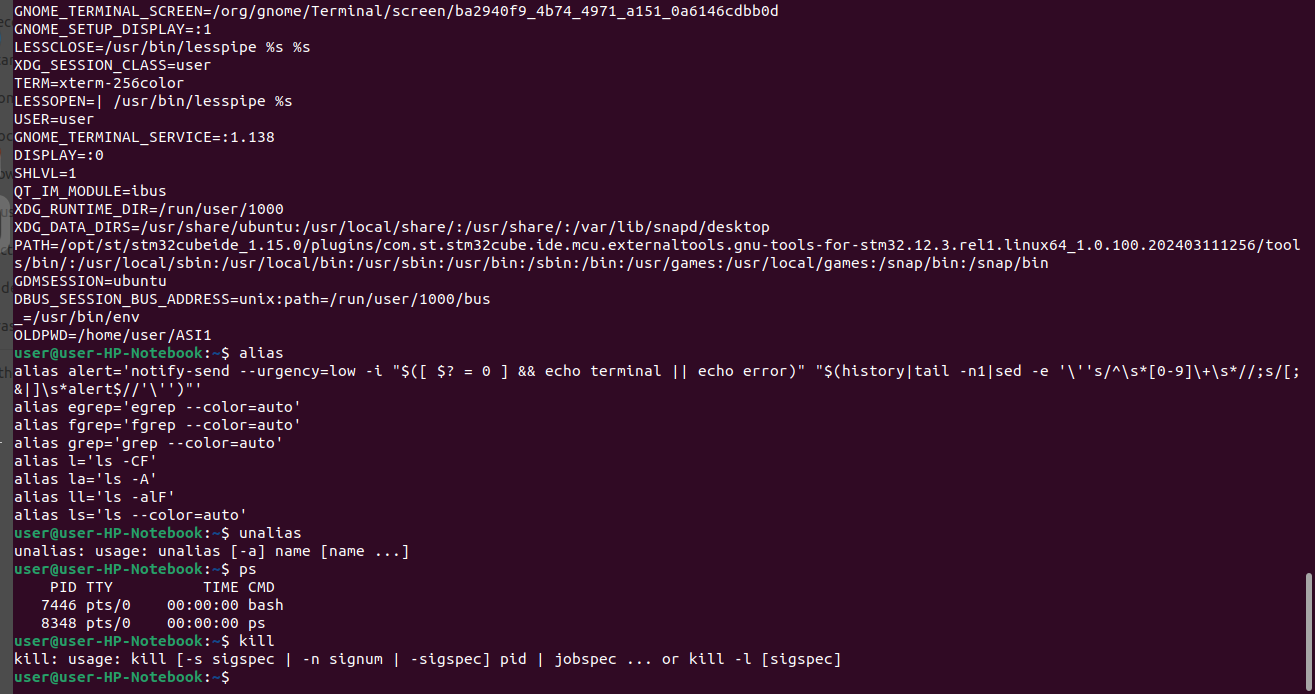 GNOME_TERMINAL_SCREEN=/org/gnome/Terminal/screen/ba2940f9_4b74_4971_a151_0a6146cdbb0d
GNOME_SETUP_DISPLAY=:1
LESSCLOSE=/usr/bin/lesspipe %s %s
XDG_SESSION_CLASS=user
TERM=xterm-256color
LESSOPEN=| /usr/bin/lesspipe %s
USER=user
GNOME_TERMINAL_SERVICE=:1.138
DISPLAY=:0
SHLVL=1
QT_IM_MODULE=ibus
XDG_RUNTIME_DIR=/run/user/1000
XDG_DATA_DIRS=/usr/share/ubuntu:/usr/local/share/:/usr/share/:/var/lib/snapd/desktop
PATH=/opt/st/stm32cubeide_1.15.0/plugins/com.st.stm32cube.ide.mcu.externaltools.gnu-tools-for-stm32.12.3.rel1.linux64_1.0.100.202403111256/tool
s/bin/:/usr/local/sbin:/usr/local/bin:/usr/sbin:/usr/bin:/sbin:/bin:/usr/games:/usr/local/games:/snap/bin:/snap/bin
GDMSESSION=ubuntu
DBUS_SESSION_BUS_ADDRESS=unix:path=/run/user/1000/bus
_=/usr/bin/env
OLDPWD=/home/user/ASI1
user@user-HP-Notebook:~$ alias
alias alert='notify-send --urgency=low -i "$([ $? = 0 ] && echo terminal || echo error)" "$(history|tail -n1|sed -e '\''s/^\s*[0-9]\+\s*//;s/[;
&|]\s*alert$//'\'')"'
alias egrep='egrep --color=auto'
alias fgrep='fgrep --color=auto'
alias grep='grep --color=auto'
alias l='ls -CF'
alias la='ls -A'
alias ll='ls -alF'
alias ls='ls --color=auto'
user@user-HP-Notebook:~$ unalias
unalias: usage: unalias [-a] name [name ...]
user@user-HP-Notebook:~$ ps
    PID TTY          TIME CMD
   7446 pts/0    00:00:00 bash
   8348 pts/0    00:00:00 ps
user@user-HP-Notebook:~$ kill
kill: usage: kill [-s sigspec | -n signum | -sigspec] pid | jobspec ... or kill -l [sigspec]
user@user-HP-Notebook:~$